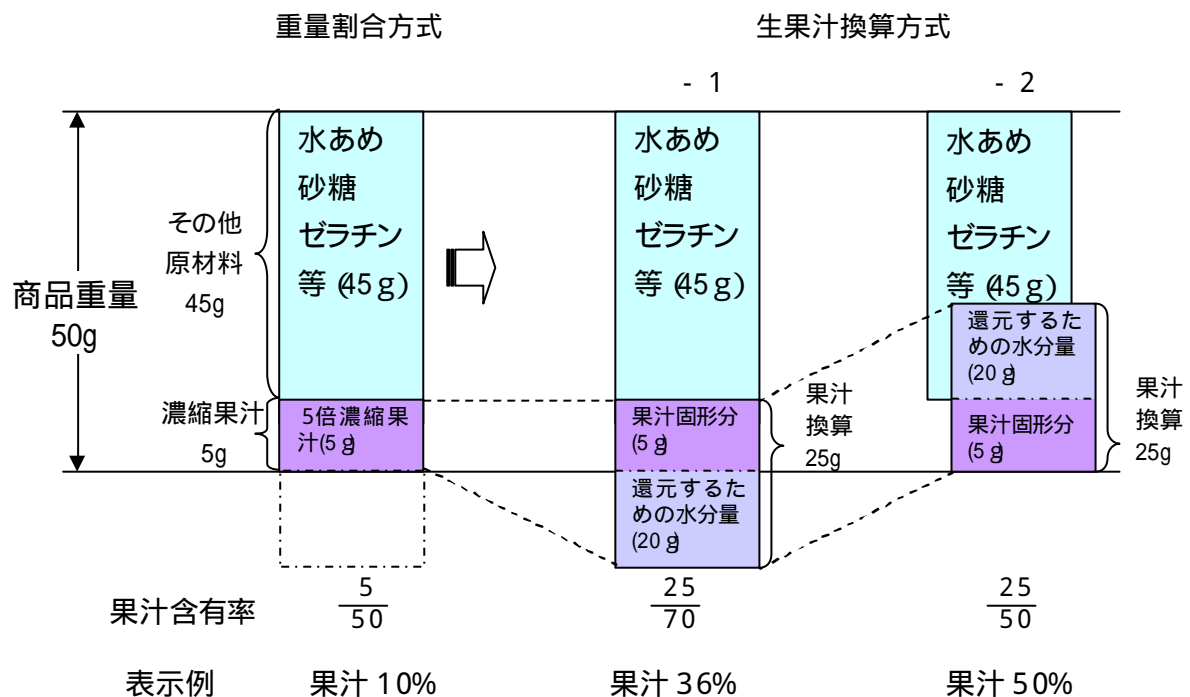 重量割合方式
生果汁換算方式
- 1
- 2
商品重量
50g
その他
原材料
45g
濃縮果汁
5g
水あめ
砂糖
ゼラチン
等(45g)
5倍濃縮果
汁(5g)
水あめ
砂糖
ゼラチン
等(45g)
果汁固形分
(5g)
還元するた
めの水分量
(20g)
果汁
換算
25g
水あめ
砂糖
ゼラチン
等(45g)
還元するた
めの水分量
(20g)
果汁固形分
(5g)
果汁
換算
25g
果汁含有率
5
50
25
70
25
50
表示例
果汁10%
果汁36%
果汁50%